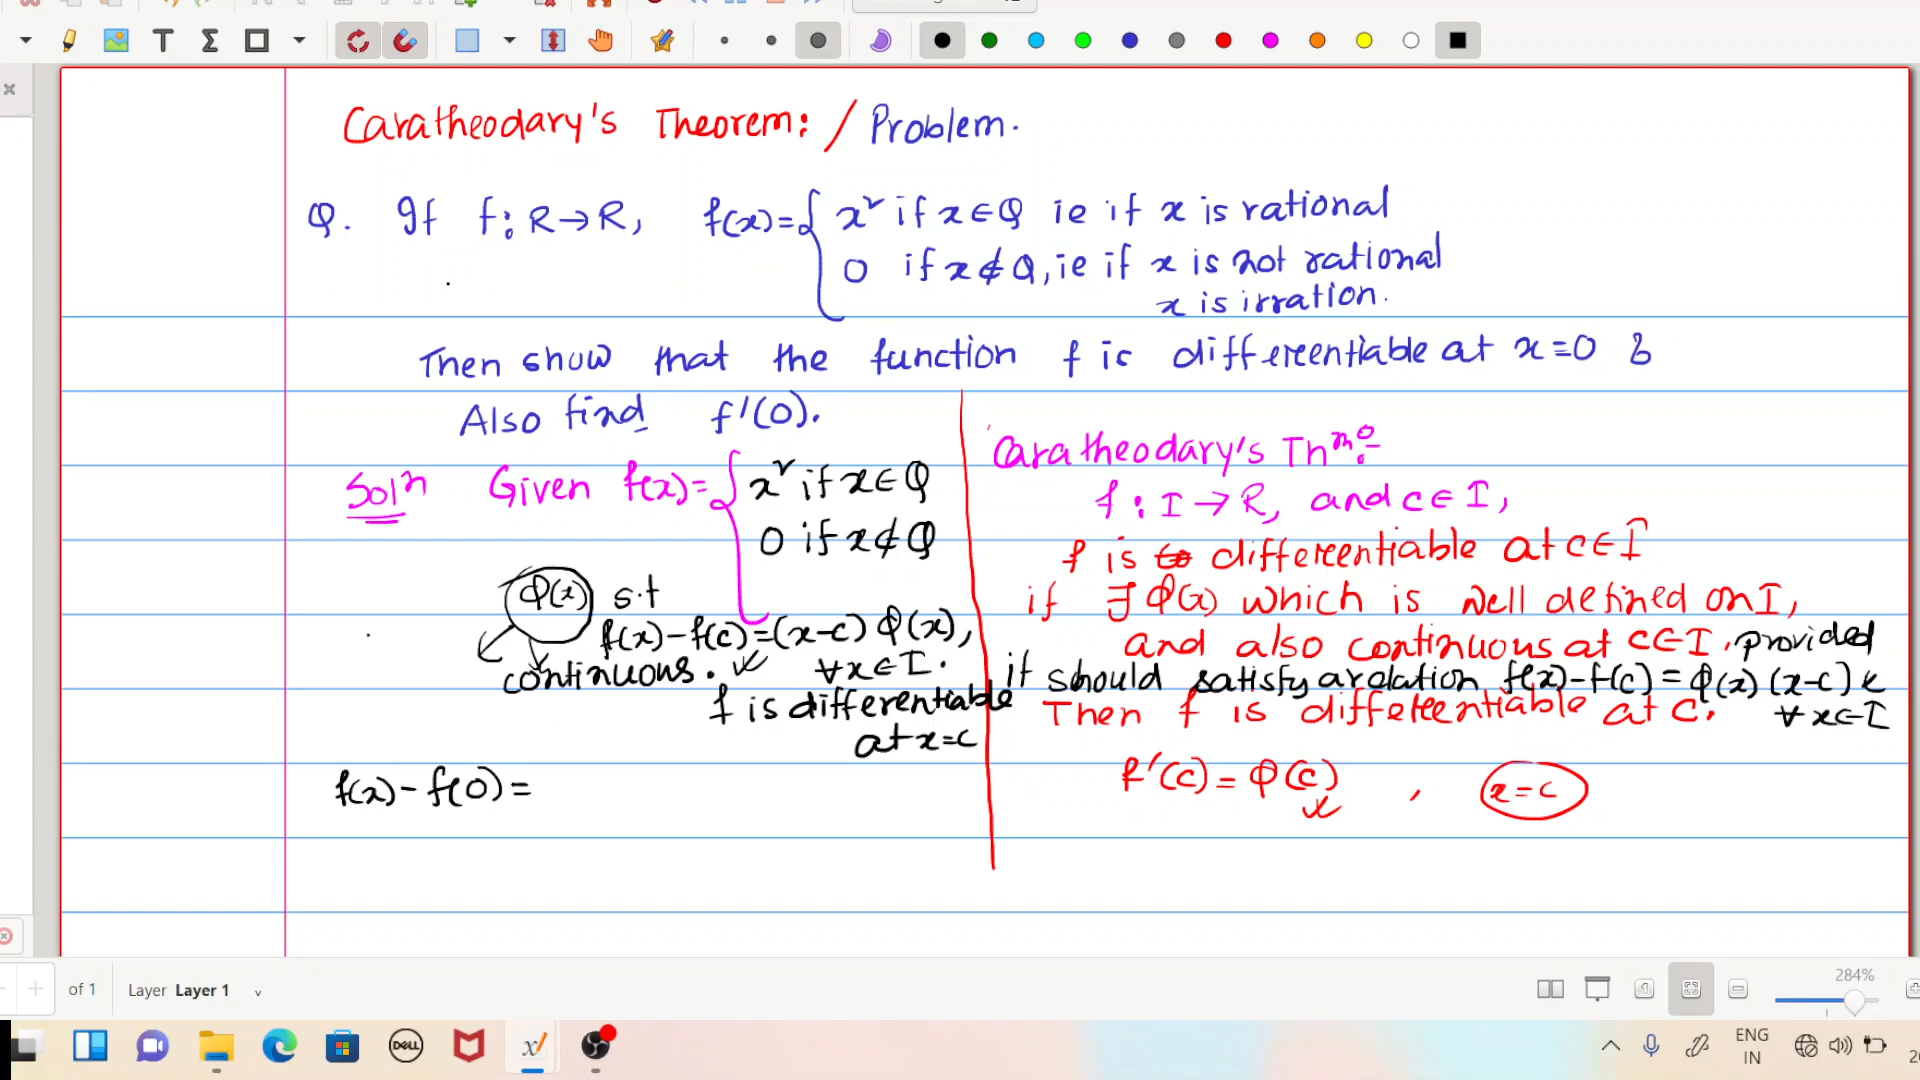 Caratheodary's Theorem: / Problem.
Q. If f: R→R, f(x)= { x² if x∈Q ie if x is rational
0 if x∉Q, ie if x is not rational
x is irration.
Then show that the function f is differentiable at x=0 &
Also find f'(0).
Solⁿ Given f(x)= { x² if x∈Q
0 if x∉Q
Φ(x) s.t
f(x)-f(c)=(x-c) Φ(x),
continuous. ∀x∈I.
f is differentiable
at x=c
f(x)-f(0)=
Caratheodary's Thᵐ:-
f: I→R, and c∈I,
f is differentiable at c∈I
if ∃ Φ(x) which is well defined on I,
and also continuous at c∈I, provided
it should satisfy a relation f(x)-f(c)=Φ(x)(x-c)
∀x∈I
Then f is differentiable at c.
f'(c)=Φ(c), x=c
of 1 Layer Layer 1
284%
DELL
ENG
IN